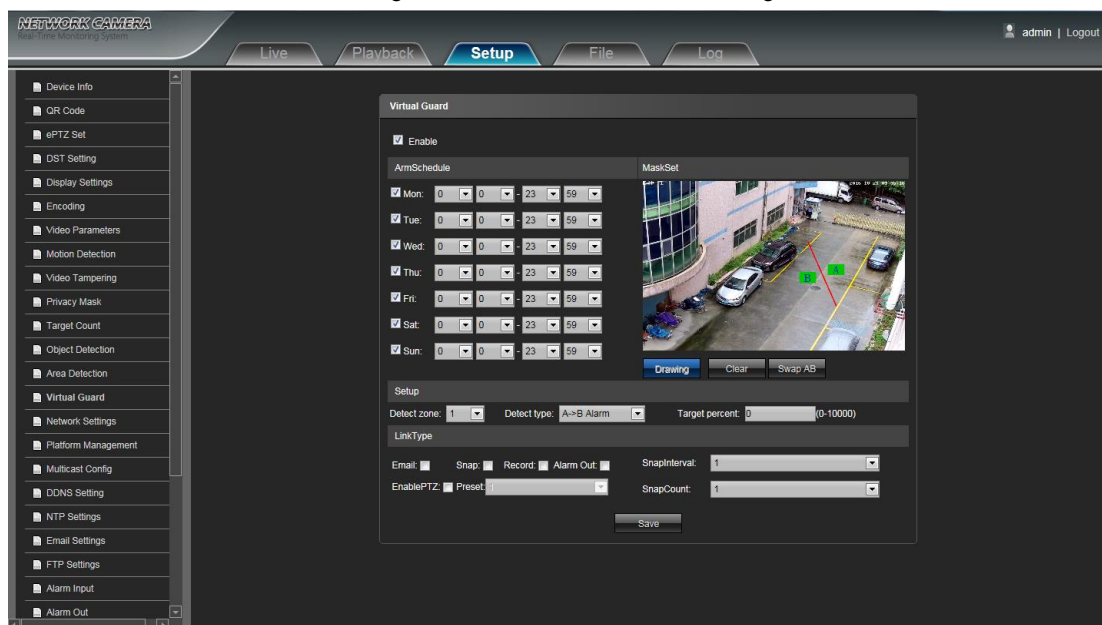 NETWORK CAMERA
Real-Time Monitoring System
admin | Logout
Live Playback Setup File Log
Device Info
QR Code
ePTZ Set
DST Setting
Display Settings
Encoding
Video Parameters
Motion Detection
Video Tampering
Privacy Mask
Target Count
Object Detection
Area Detection
Virtual Guard
Network Settings
Platform Management
Multicast Config
DDNS Setting
NTP Settings
Email Settings
FTP Settings
Alarm Input
Alarm Out
Virtual Guard
Enable
ArmSchedule MaskSet
Mon: 0 0 - 23 59
Tue: 0 0 - 23 59
Wed: 0 0 - 23 59
Thu: 0 0 - 23 59
Fri: 0 0 - 23 59
Sat: 0 0 - 23 59
Sun: 0 0 - 23 59
A
B
Drawing Clear Swap AB
Setup
Detect zone: 1 Detect type: A->B Alarm Target percent: 0 (0-10000)
LinkType
Email: Snap: Record: Alarm Out: SnapInterval: 1
EnablePTZ: Preset: SnapCount: 1
Save